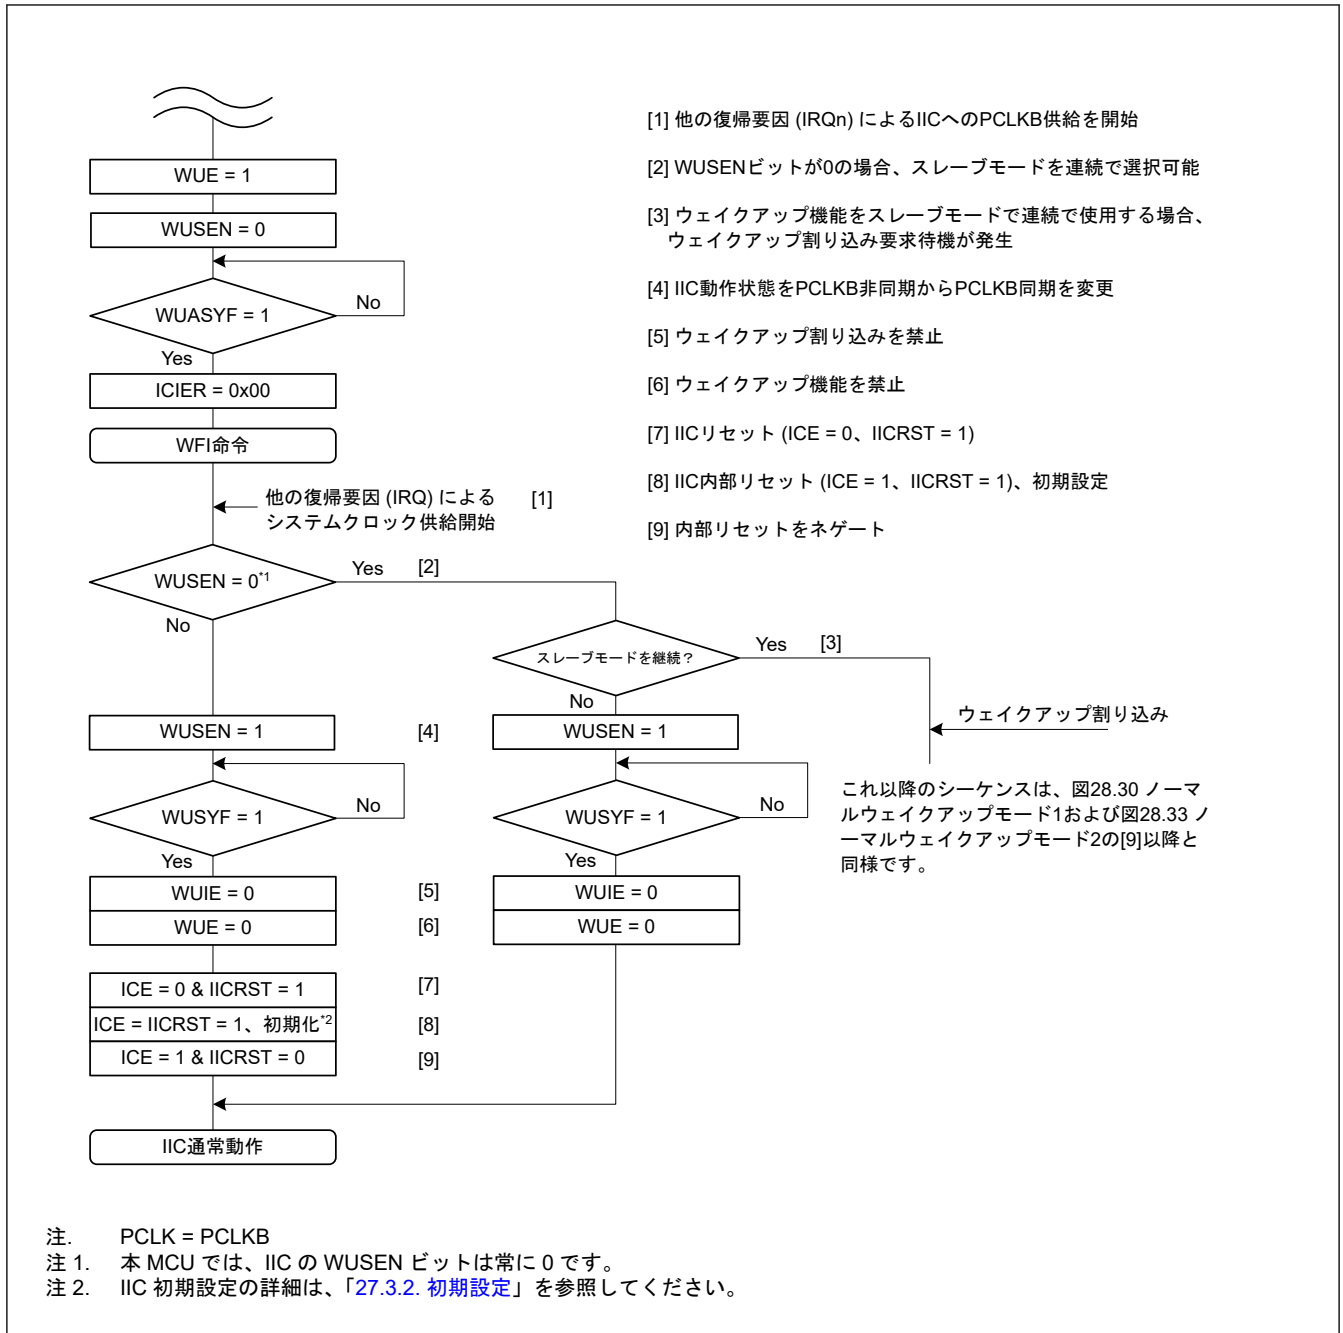 WUE = 1
WUSEN = 0
WUASYF = 1
No
Yes
ICIER = 0x00
WFI命令
他の復帰要因 (IRQ) による
システムクロック供給開始
[1]
WUSEN = 0*1
Yes
[2]
No
スレーブモードを継続？
Yes
[3]
No
ウェイクアップ割り込み
WUSEN = 1
[4]
WUSEN = 1
WUSYF = 1
No
Yes
WUSYF = 1
No
Yes
これ以降のシーケンスは、図28.30 ノーマ
ルウェイクアップモード1および図28.33 ノ
ーマルウェイクアップモード2の[9]以降と
同様です。
WUIE = 0
[5]
WUIE = 0
WUE = 0
[6]
WUE = 0
ICE = 0 & IICRST = 1
[7]
ICE = IICRST = 1、初期化*2
[8]
ICE = 1 & IICRST = 0
[9]
IIC通常動作
[1] 他の復帰要因 (IRQn) によるIICへのPCLKB供給を開始
[2] WUSENビットが0の場合、スレーブモードを連続で選択可能
[3] ウェイクアップ機能をスレーブモードで連続で使用する場合、
ウェイクアップ割り込み要求待機が発生
[4] IIC動作状態をPCLKB非同期からPCLKB同期を変更
[5] ウェイクアップ割り込みを禁止
[6] ウェイクアップ機能を禁止
[7] IICリセット (ICE = 0、IICRST = 1)
[8] IIC内部リセット (ICE = 1、IICRST = 1)、初期設定
[9] 内部リセットをネゲート
注. PCLK = PCLKB
注 1. 本 MCU では、IIC の WUSEN ビットは常に 0 です。
注 2. IIC 初期設定の詳細は、「27.3.2. 初期設定」を参照してください。